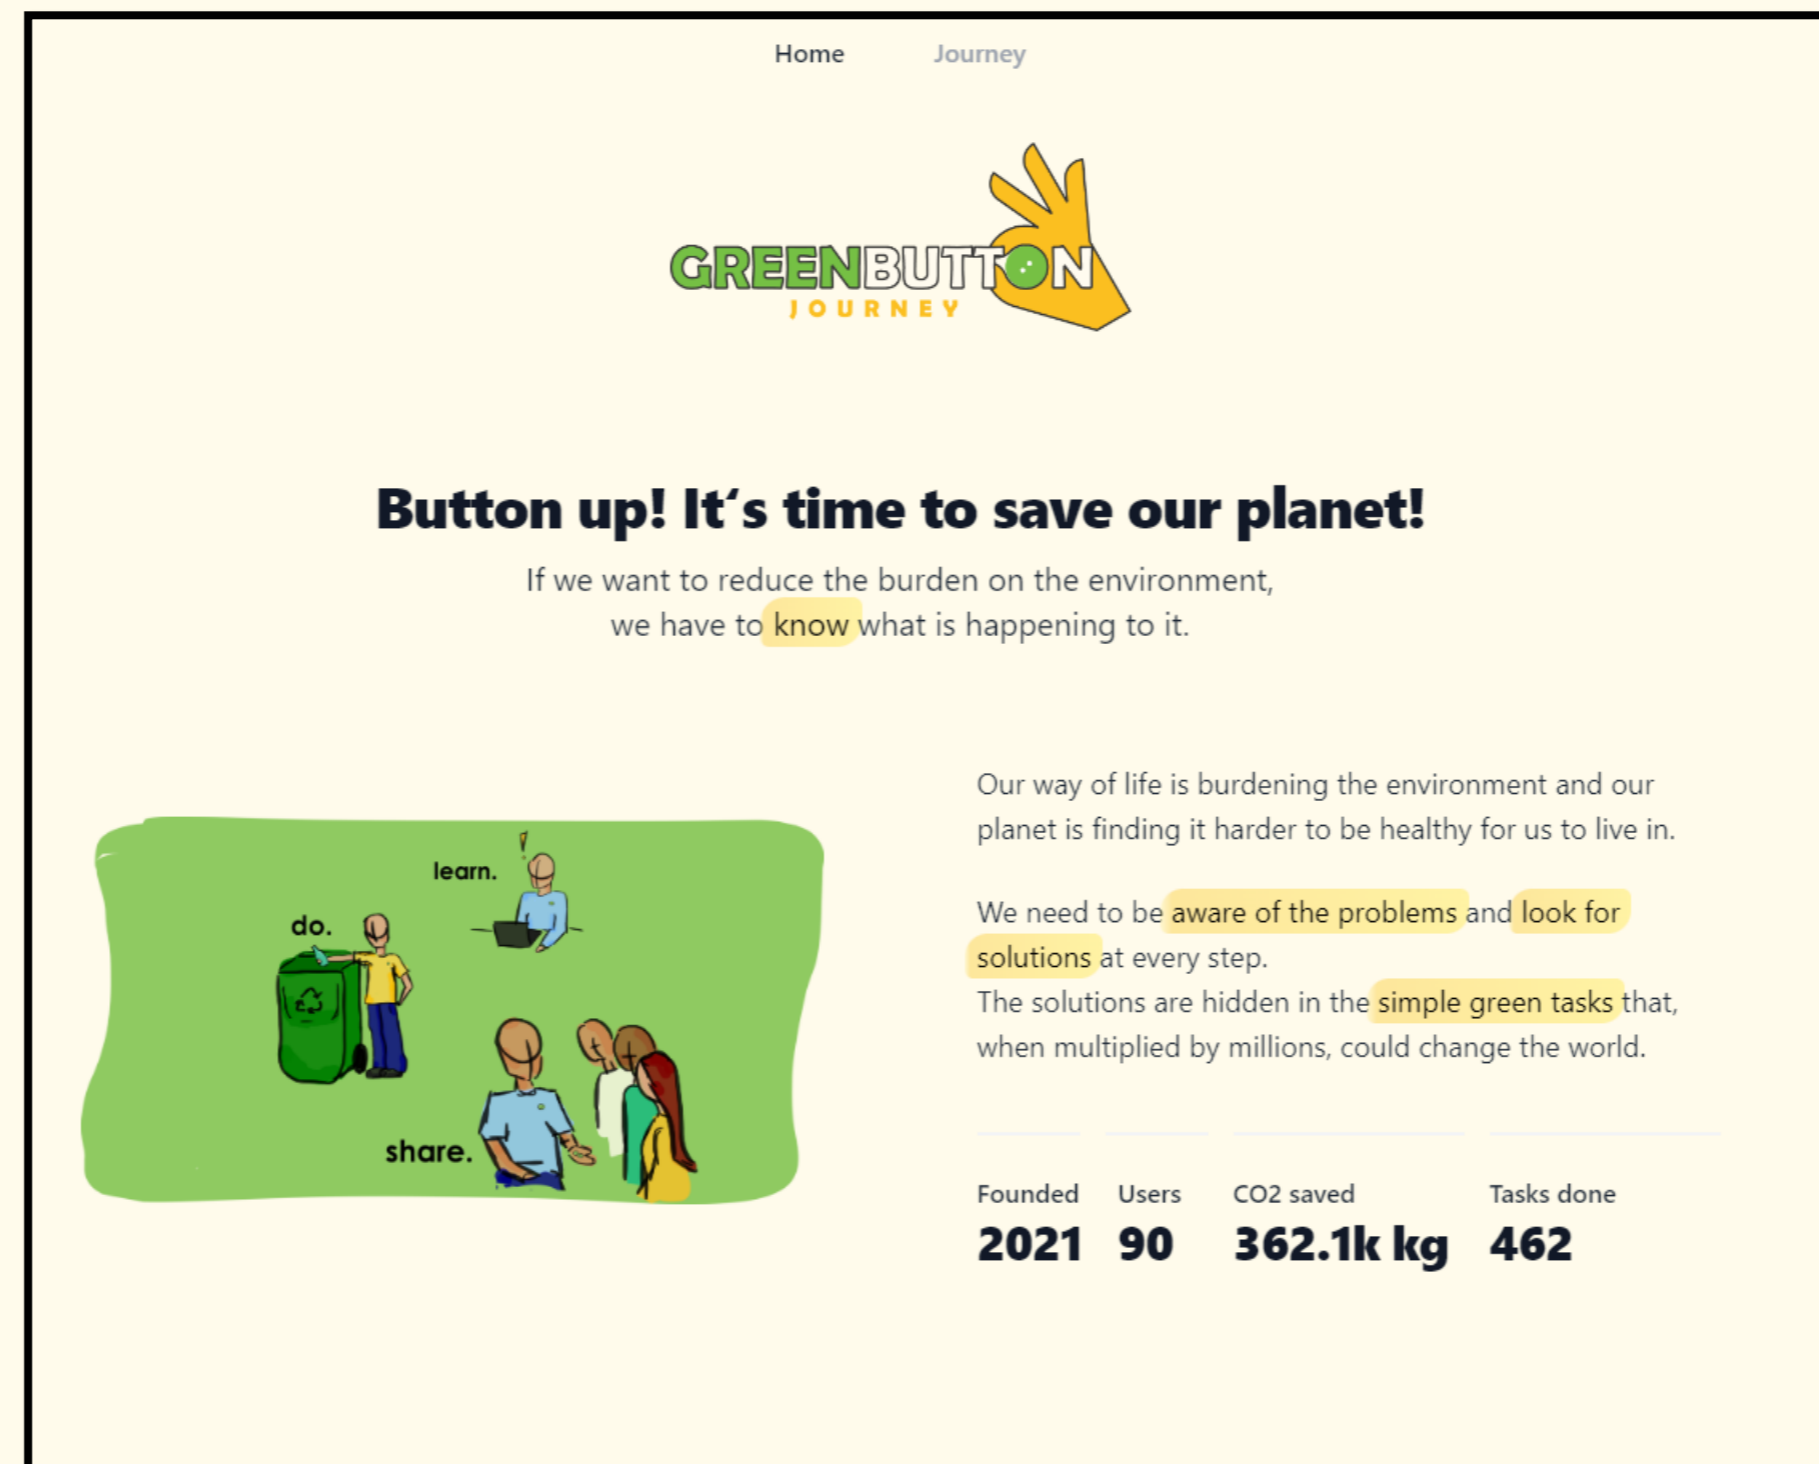 Home Journey
GREENBUTTON
JOURNEY
Button up! It‘s time to save our planet!
If we want to reduce the burden on the environment,
we have to know what is happening to it.
learn.
do.
share.
Our way of life is burdening the environment and our
planet is finding it harder to be healthy for us to live in.
We need to be aware of the problems and look for
solutions at every step.
The solutions are hidden in the simple green tasks that,
when multiplied by millions, could change the world.
Founded Users CO2 saved Tasks done
2021 90 362.1k kg 462